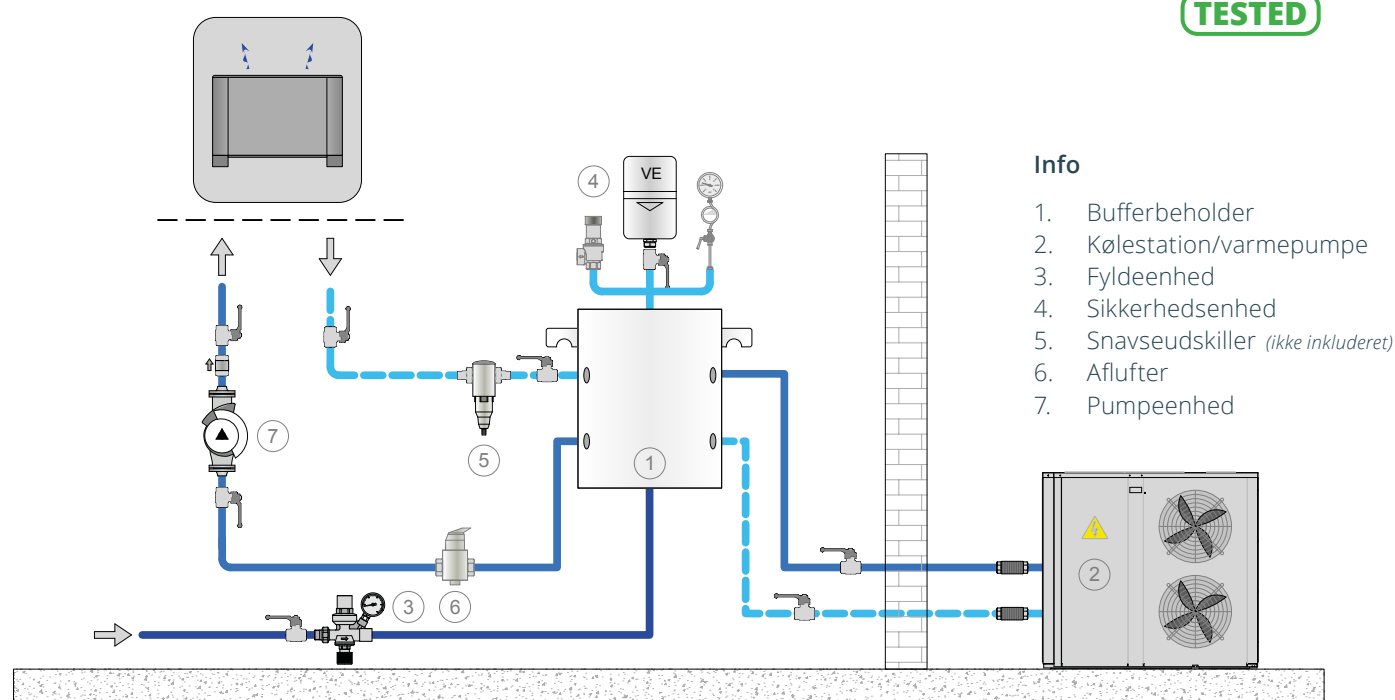 TESTED
VE
4
7
5
1
3
6
2
Info
1. Bufferbeholder
2. Kølestation/varmepumpe
3. Fyldeenhed
4. Sikkerhedsenhed
5. Snavseudskiller (ikke inkluderet)
6. Aflufter
7. Pumpeenhed